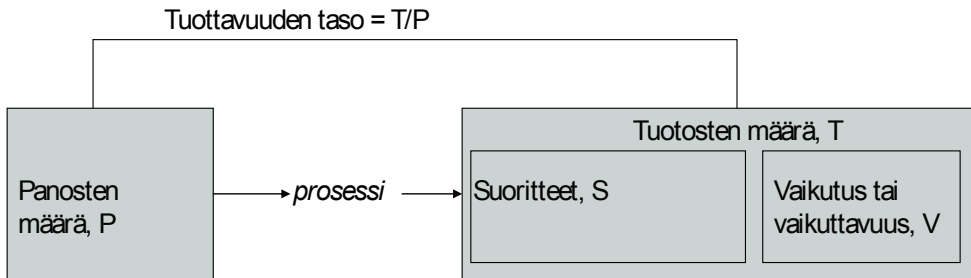 Tuottavuuden taso = T/P
Tuotosten määrä, T
Panosten
määrä, P
prosessi
Suoritteet, S
Vaikutus tai
vaikuttavuus, V